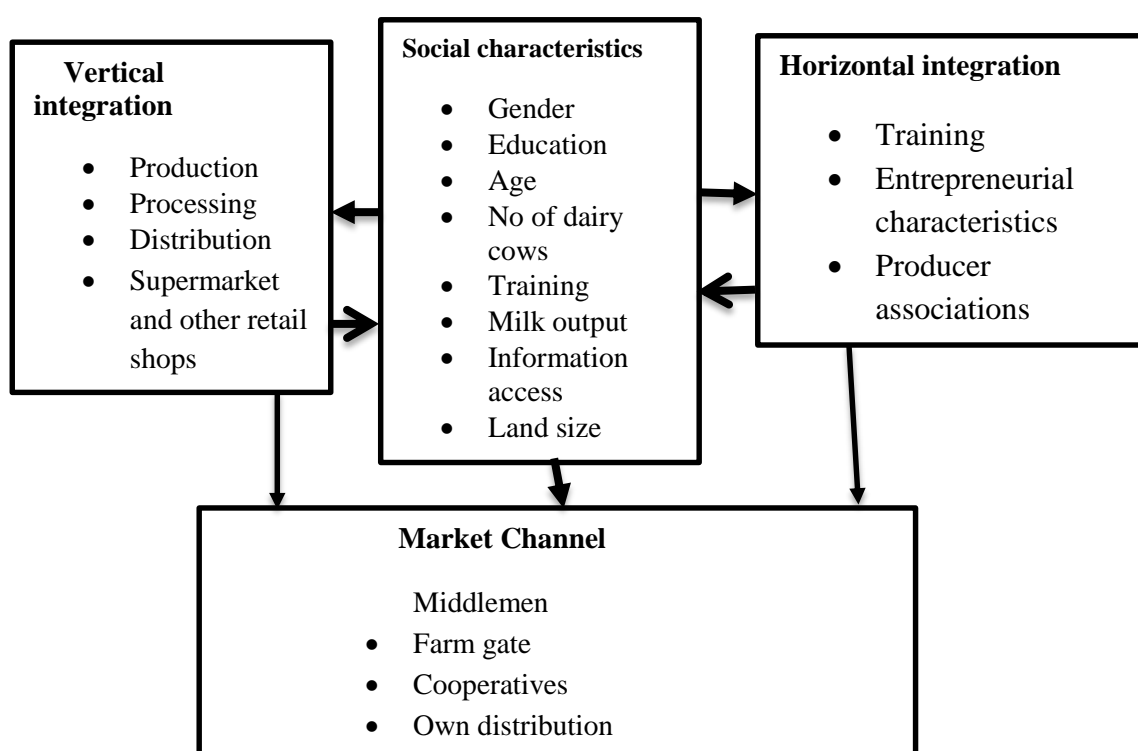 Vertical
integration
• Production
• Processing
• Distribution
• Supermarket
and other retail
shops
Social characteristics
• Gender
• Education
• Age
• No of dairy
cows
• Training
• Milk output
• Information
access
• Land size
Horizontal integration
• Training
• Entrepreneurial
characteristics
• Producer
associations
Market Channel
Middlemen
• Farm gate
• Cooperatives
• Own distribution